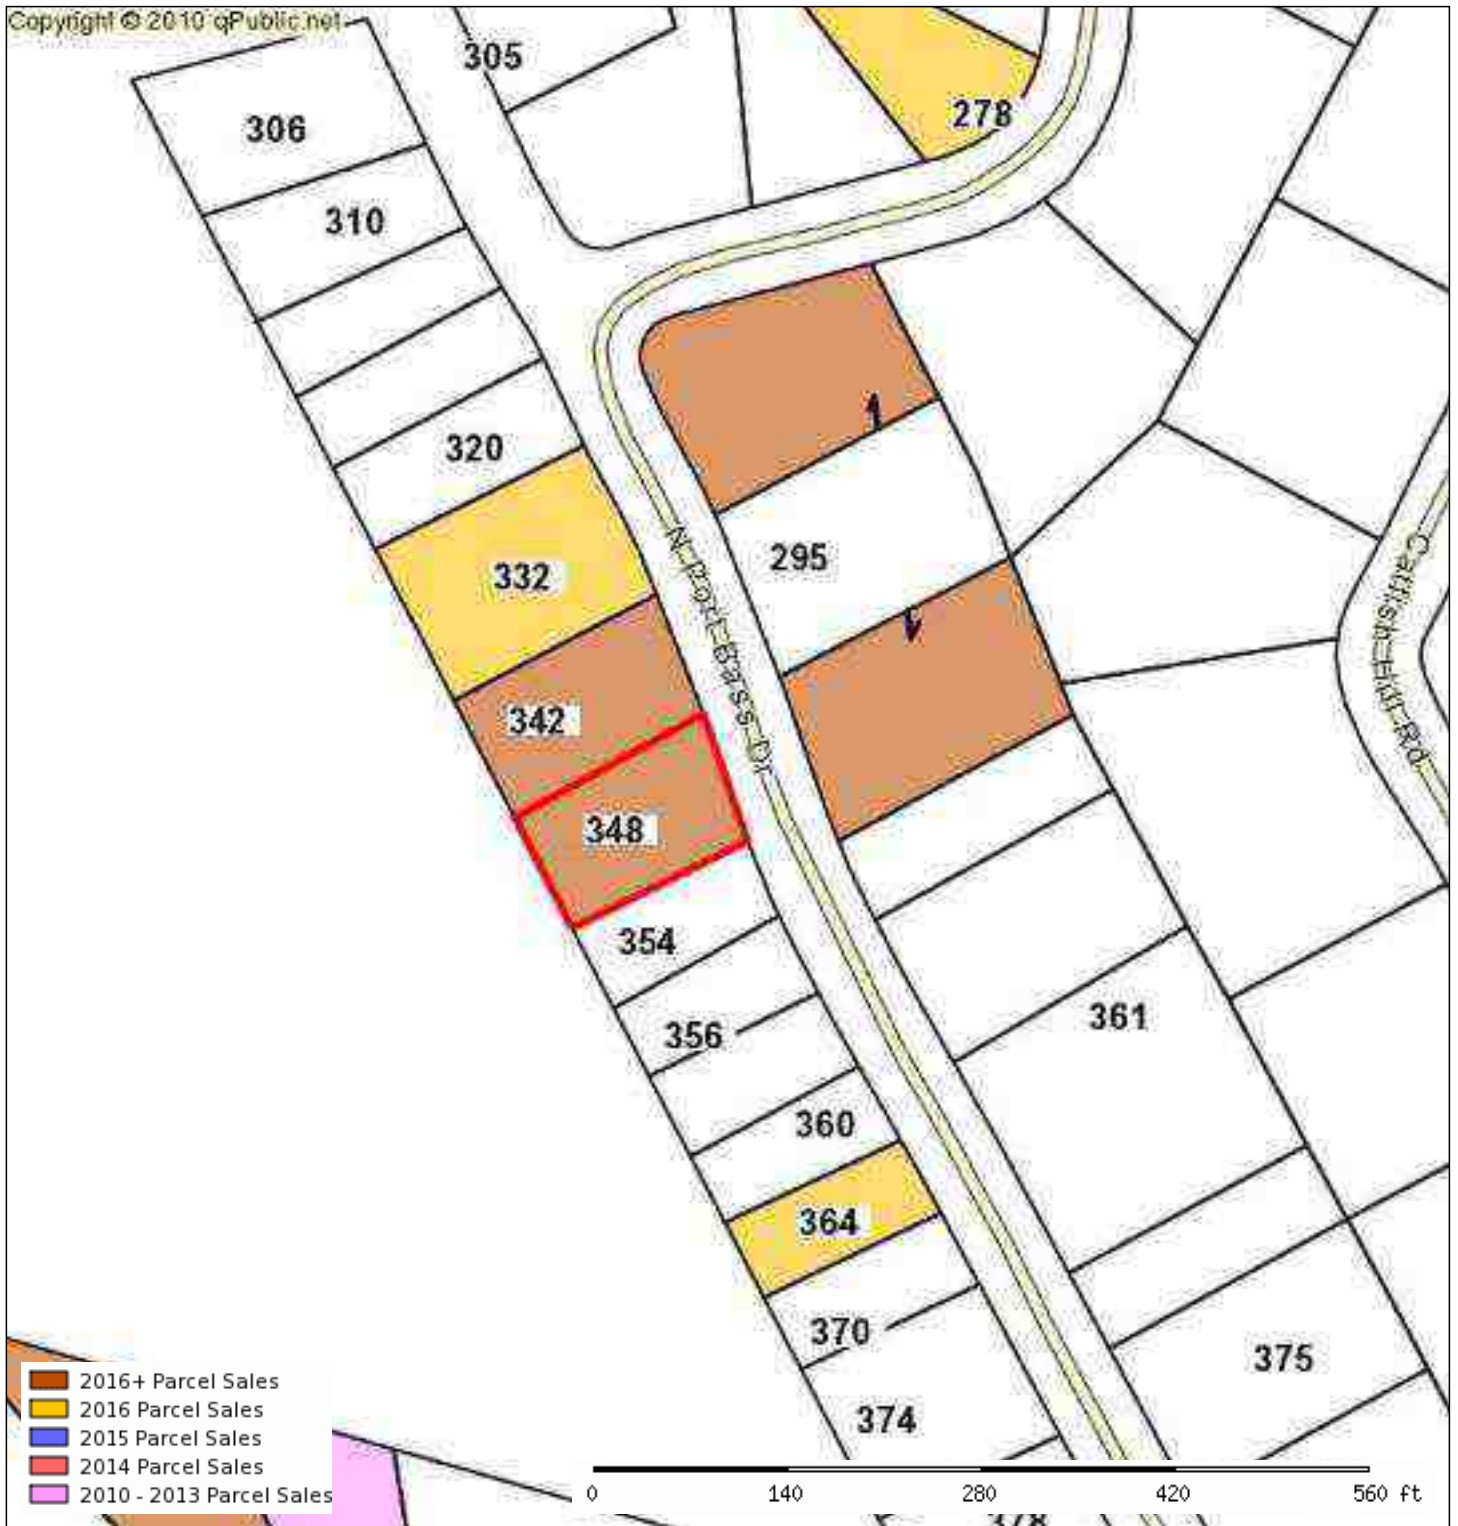 Copyright © 2010 qPublic.net
305
278
306
310
320
332
295
N Port Bass Dr
Catfish Hill Rd
342
348
354
356
361
360
364
370
375
374
2016+ Parcel Sales
2016 Parcel Sales
2015 Parcel Sales
2014 Parcel Sales
2010 - 2013 Parcel Sales
0 140 280 420 560 ft
378